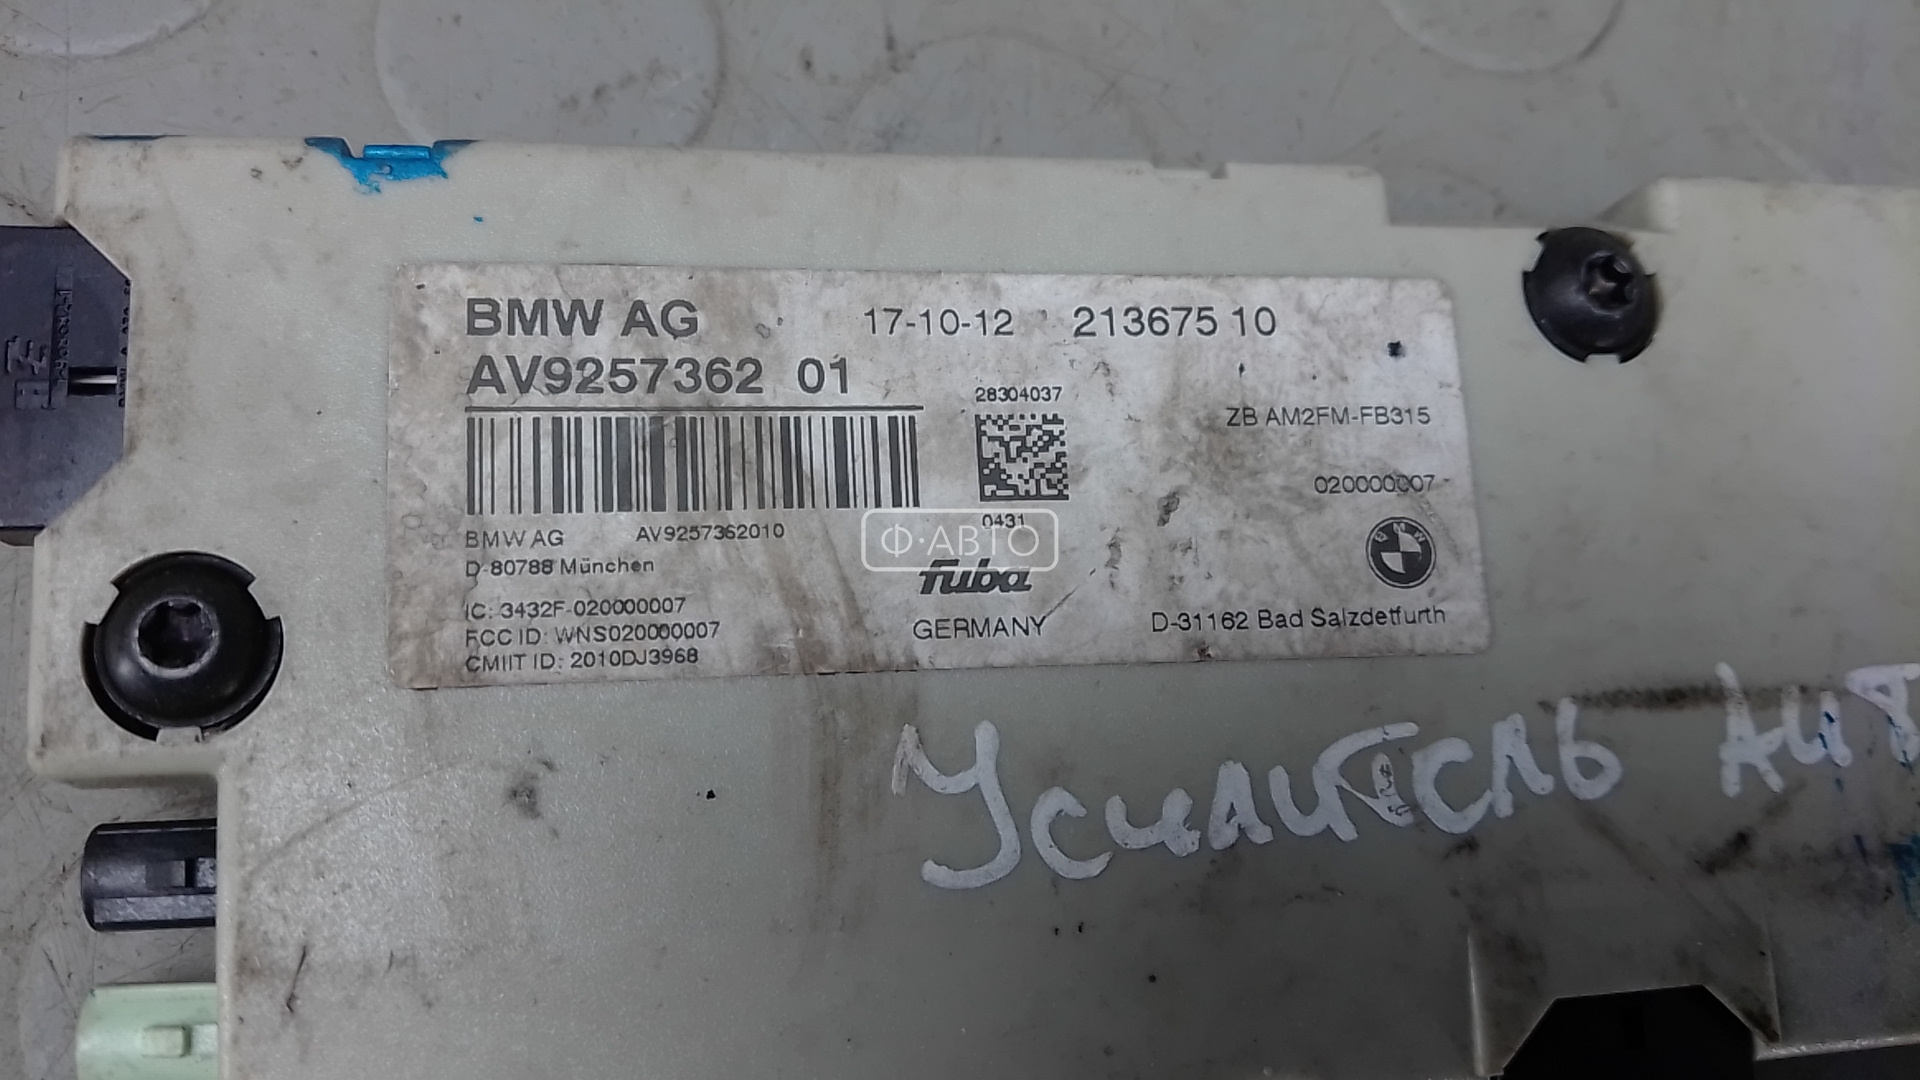 BMW AG 17-10-12 213675 10
AV9257362 01
28304037
ZB AM2FM-FB315
020000007
0431
BMW AG AV9257362010
D-80788 München
Ф·АВТО
fuba
IC: 3432F-020000007
FCC ID: WNS020000007
CMIIT ID: 2010DJ3968
GERMANY D-31162 Bad Salzdetfurth
Усилитель